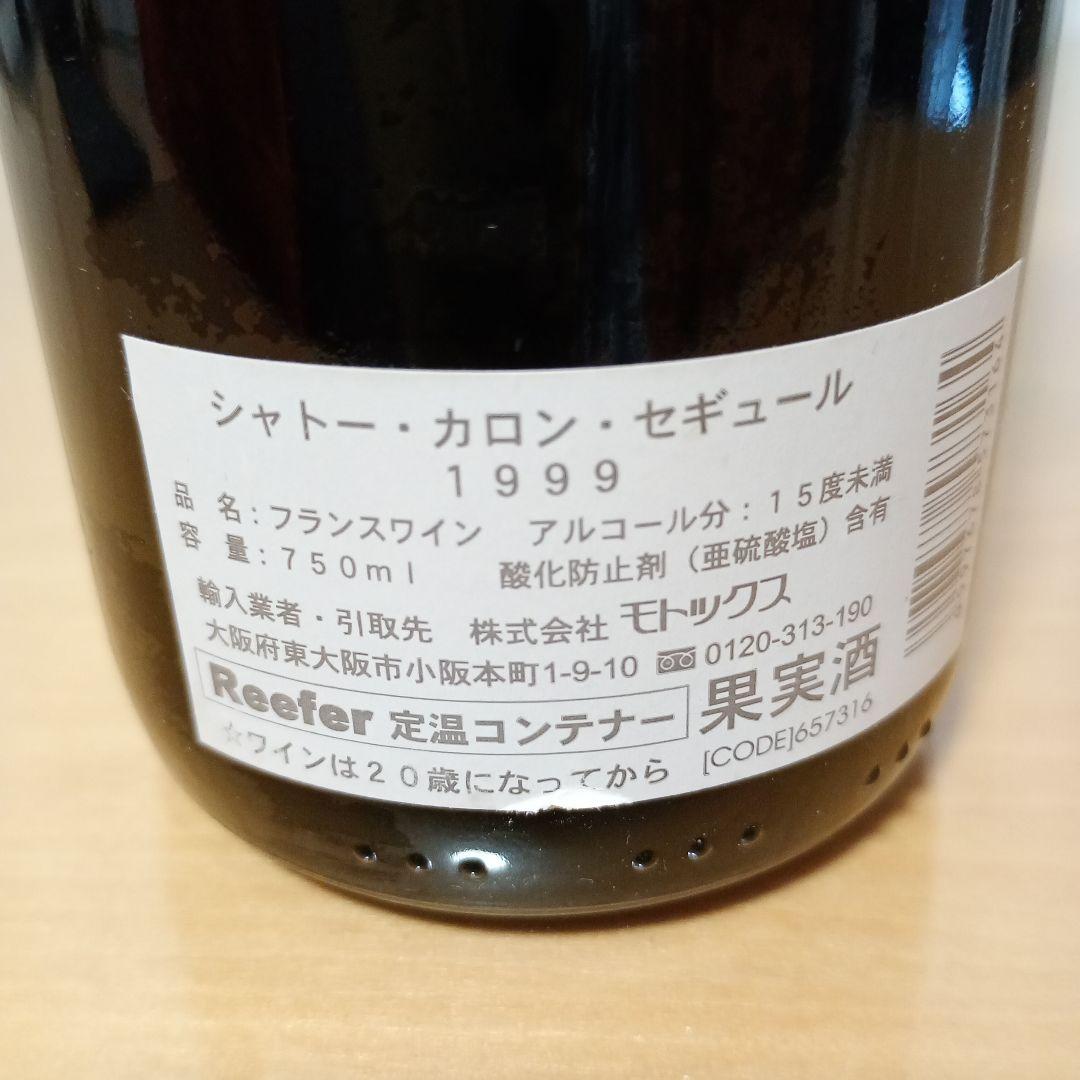 シャトー・カロン・セギュール
1999
品 名:フランスワイン アルコール分:15度未満
容 量:750ml 酸化防止剤(亜硫酸塩)含有
輸入業者・引取先 株式会社 モトックス
大阪府東大阪市小阪本町1-9-10 0120-313-190
Reefer 定温コンテナー 果実酒
☆ワインは20歳になってから [CODE]657316